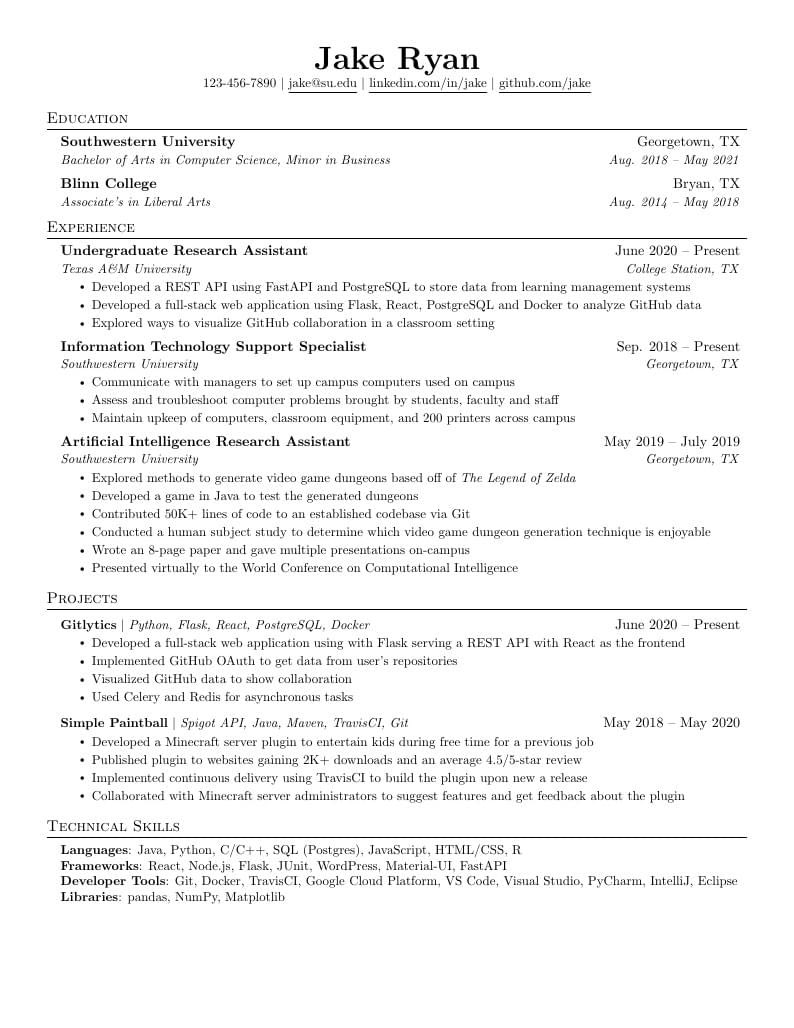 Jake Ryan
123-456-7890 | jake@su.edu | linkedin.com/in/jake | github.com/jake
Education
Southwestern University Georgetown, TX
Bachelor of Arts in Computer Science, Minor in Business Aug. 2018 – May 2021
Blinn College Bryan, TX
Associate's in Liberal Arts Aug. 2014 – May 2018
Experience
Undergraduate Research Assistant June 2020 – Present
Texas A&M University College Station, TX
• Developed a REST API using FastAPI and PostgreSQL to store data from learning management systems
• Developed a full-stack web application using Flask, React, PostgreSQL and Docker to analyze GitHub data
• Explored ways to visualize GitHub collaboration in a classroom setting
Information Technology Support Specialist Sep. 2018 – Present
Southwestern University Georgetown, TX
• Communicate with managers to set up campus computers used on campus
• Assess and troubleshoot computer problems brought by students, faculty and staff
• Maintain upkeep of computers, classroom equipment, and 200 printers across campus
Artificial Intelligence Research Assistant May 2019 – July 2019
Southwestern University Georgetown, TX
• Explored methods to generate video game dungeons based off of The Legend of Zelda
• Developed a game in Java to test the generated dungeons
• Contributed 50K+ lines of code to an established codebase via Git
• Conducted a human subject study to determine which video game dungeon generation technique is enjoyable
• Wrote an 8-page paper and gave multiple presentations on-campus
• Presented virtually to the World Conference on Computational Intelligence
Projects
Gitlytics | Python, Flask, React, PostgreSQL, Docker June 2020 – Present
• Developed a full-stack web application using with Flask serving a REST API with React as the frontend
• Implemented GitHub OAuth to get data from user's repositories
• Visualized GitHub data to show collaboration
• Used Celery and Redis for asynchronous tasks
Simple Paintball | Spigot API, Java, Maven, TravisCI, Git May 2018 – May 2020
• Developed a Minecraft server plugin to entertain kids during free time for a previous job
• Published plugin to websites gaining 2K+ downloads and an average 4.5/5-star review
• Implemented continuous delivery using TravisCI to build the plugin upon new a release
• Collaborated with Minecraft server administrators to suggest features and get feedback about the plugin
Technical Skills
Languages: Java, Python, C/C++, SQL (Postgres), JavaScript, HTML/CSS, R
Frameworks: React, Node.js, Flask, JUnit, WordPress, Material-UI, FastAPI
Developer Tools: Git, Docker, TravisCI, Google Cloud Platform, VS Code, Visual Studio, PyCharm, IntelliJ, Eclipse
Libraries: pandas, NumPy, Matplotlib